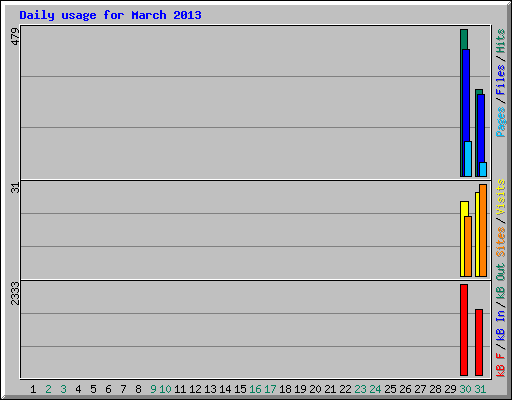 Daily usage for March 2013
479
Pages / Files / Hits
31
Sites / Visits
2333
kB F / kB In / kB Out
1 2 3 4 5 6 7 8 9 10 11 12 13 14 15 16 17 18 19 20 21 22 23 24 25 26 27 28 29 30 31